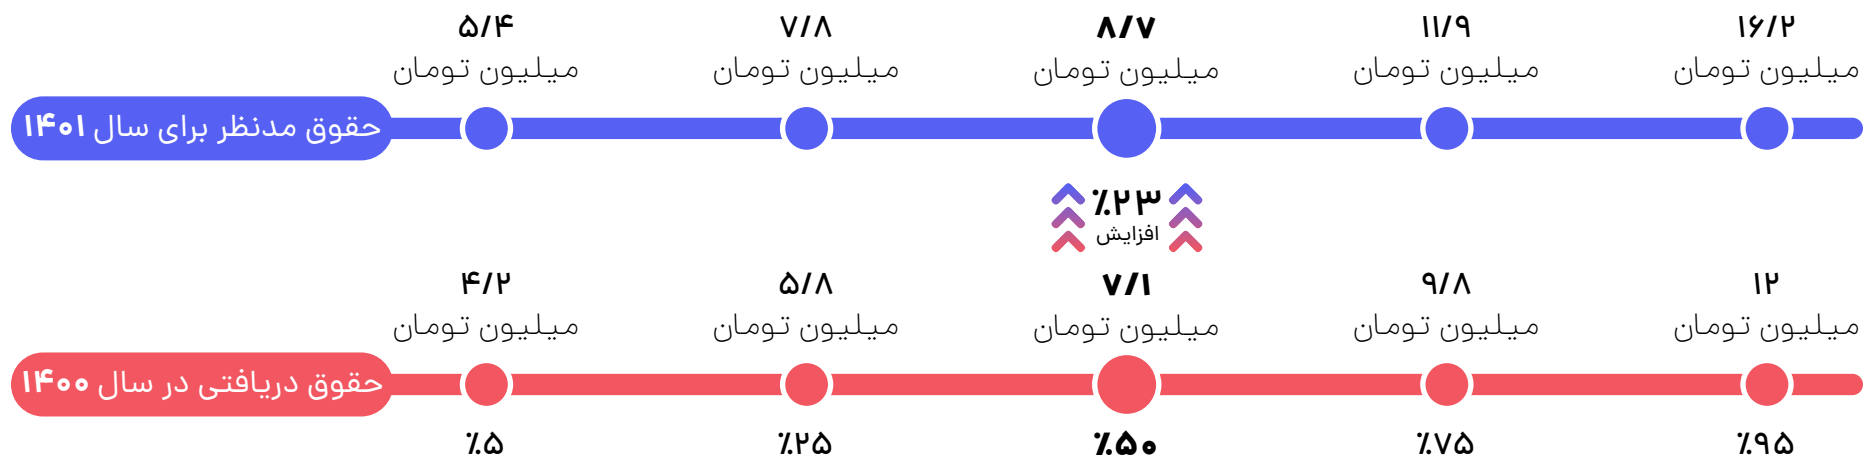 ۵/۴
میلیون تومان
۷/۸
میلیون تومان
۸/۷
میلیون تومان
۱۱/۹
میلیون تومان
۱۶/۲
میلیون تومان
حقوق مدنظر برای سال ۱۴۰۱
٪۲۳
افزایش
۴/۲
میلیون تومان
۵/۸
میلیون تومان
۷/۱
میلیون تومان
۹/۸
میلیون تومان
۱۲
میلیون تومان
حقوق دریافتی در سال ۱۴۰۰
٪۵
٪۲۵
٪۵۰
٪۷۵
٪۹۵